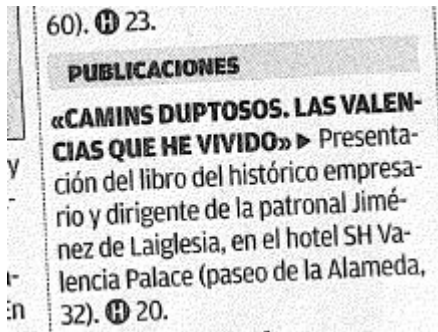 60). H 23.
PUBLICACIONES
«CAMINS DUPTOSOS. LAS VALEN-
CIAS QUE HE VIVIDO» ▶ Presenta-
ción del libro del histórico empresa-
rio y dirigente de la patronal Jimé-
nez de Laiglesia, en el hotel SH Va-
lencia Palace (paseo de la Alameda,
32). H 20.